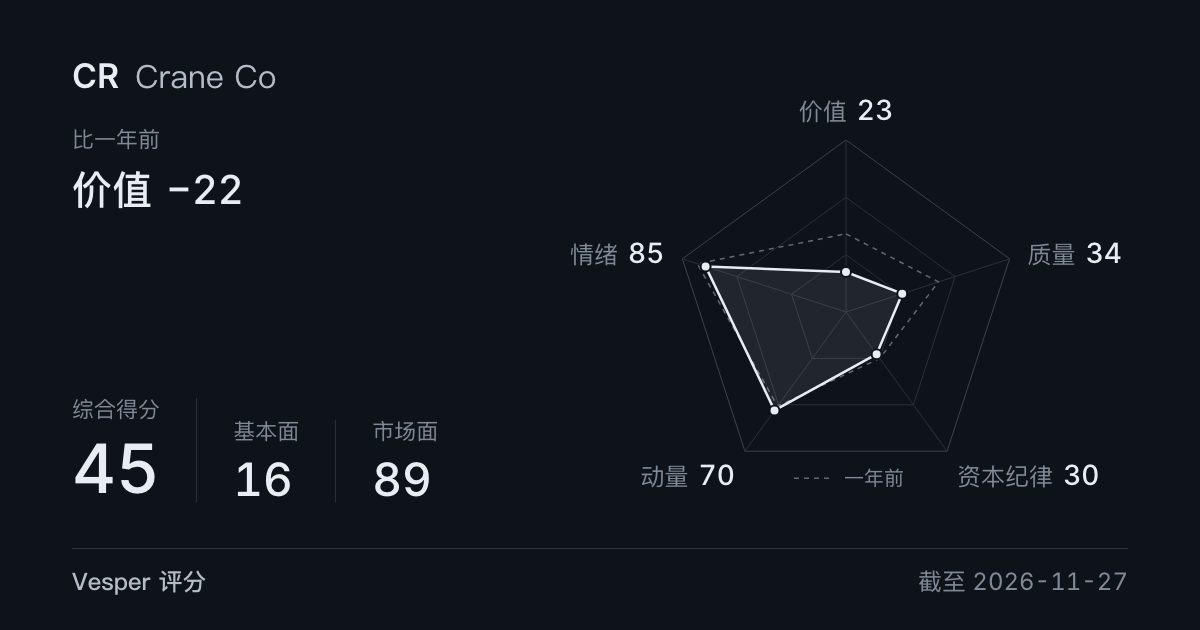 CR Crane Co
比一年前
价值 −22
价值 23
情绪 85
质量 34
动量 70
一年前
资本纪律 30
综合得分
45
基本面
16
市场面
89
Vesper 评分
截至 2026-11-27